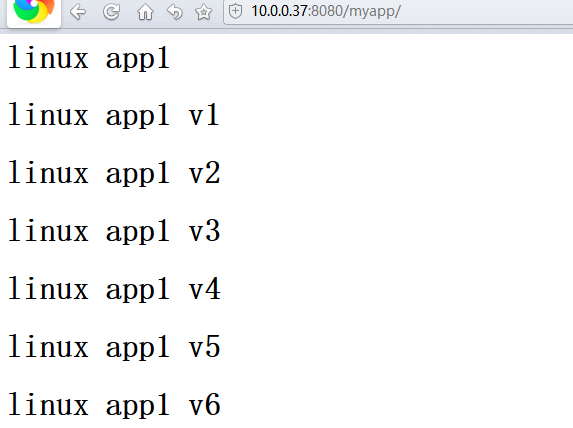 10.0.0.37:8080/myapp/
linux app1
linux app1 v1
linux app1 v2
linux app1 v3
linux app1 v4
linux app1 v5
linux app1 v6